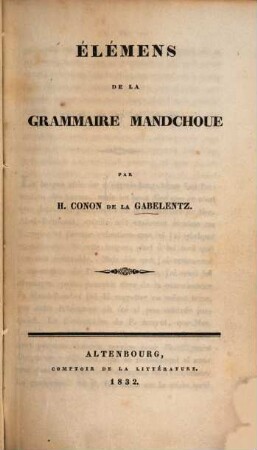 ÉLÉMENS
DE LA
GRAMMAIRE MANDCHOUE
PAR
H. CONON DE LA GABELENTZ.
ALTENBOURG,
COMPTOIR DE LA LITTÉRATURE.
1832.